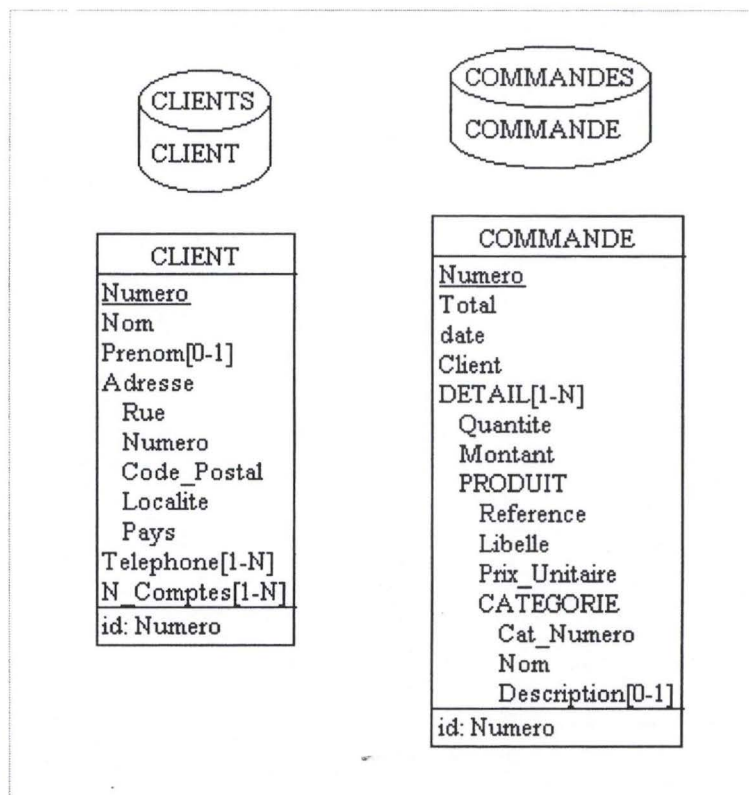 CLIENTS
CLIENT
COMMANDES
COMMANDE
CLIENT
Numero
Nom
Prenom[0-1]
Adresse
Rue
Numero
Code_Postal
Localite
Pays
Telephone[1-N]
N_Comptes[1-N]
id: Numero
COMMANDE
Numero
Total
date
Client
DETAIL[1-N]
Quantite
Montant
PRODUIT
Reference
Libelle
Prix_Unitaire
CATEGORIE
Cat_Numero
Nom
Description[0-1]
id: Numero